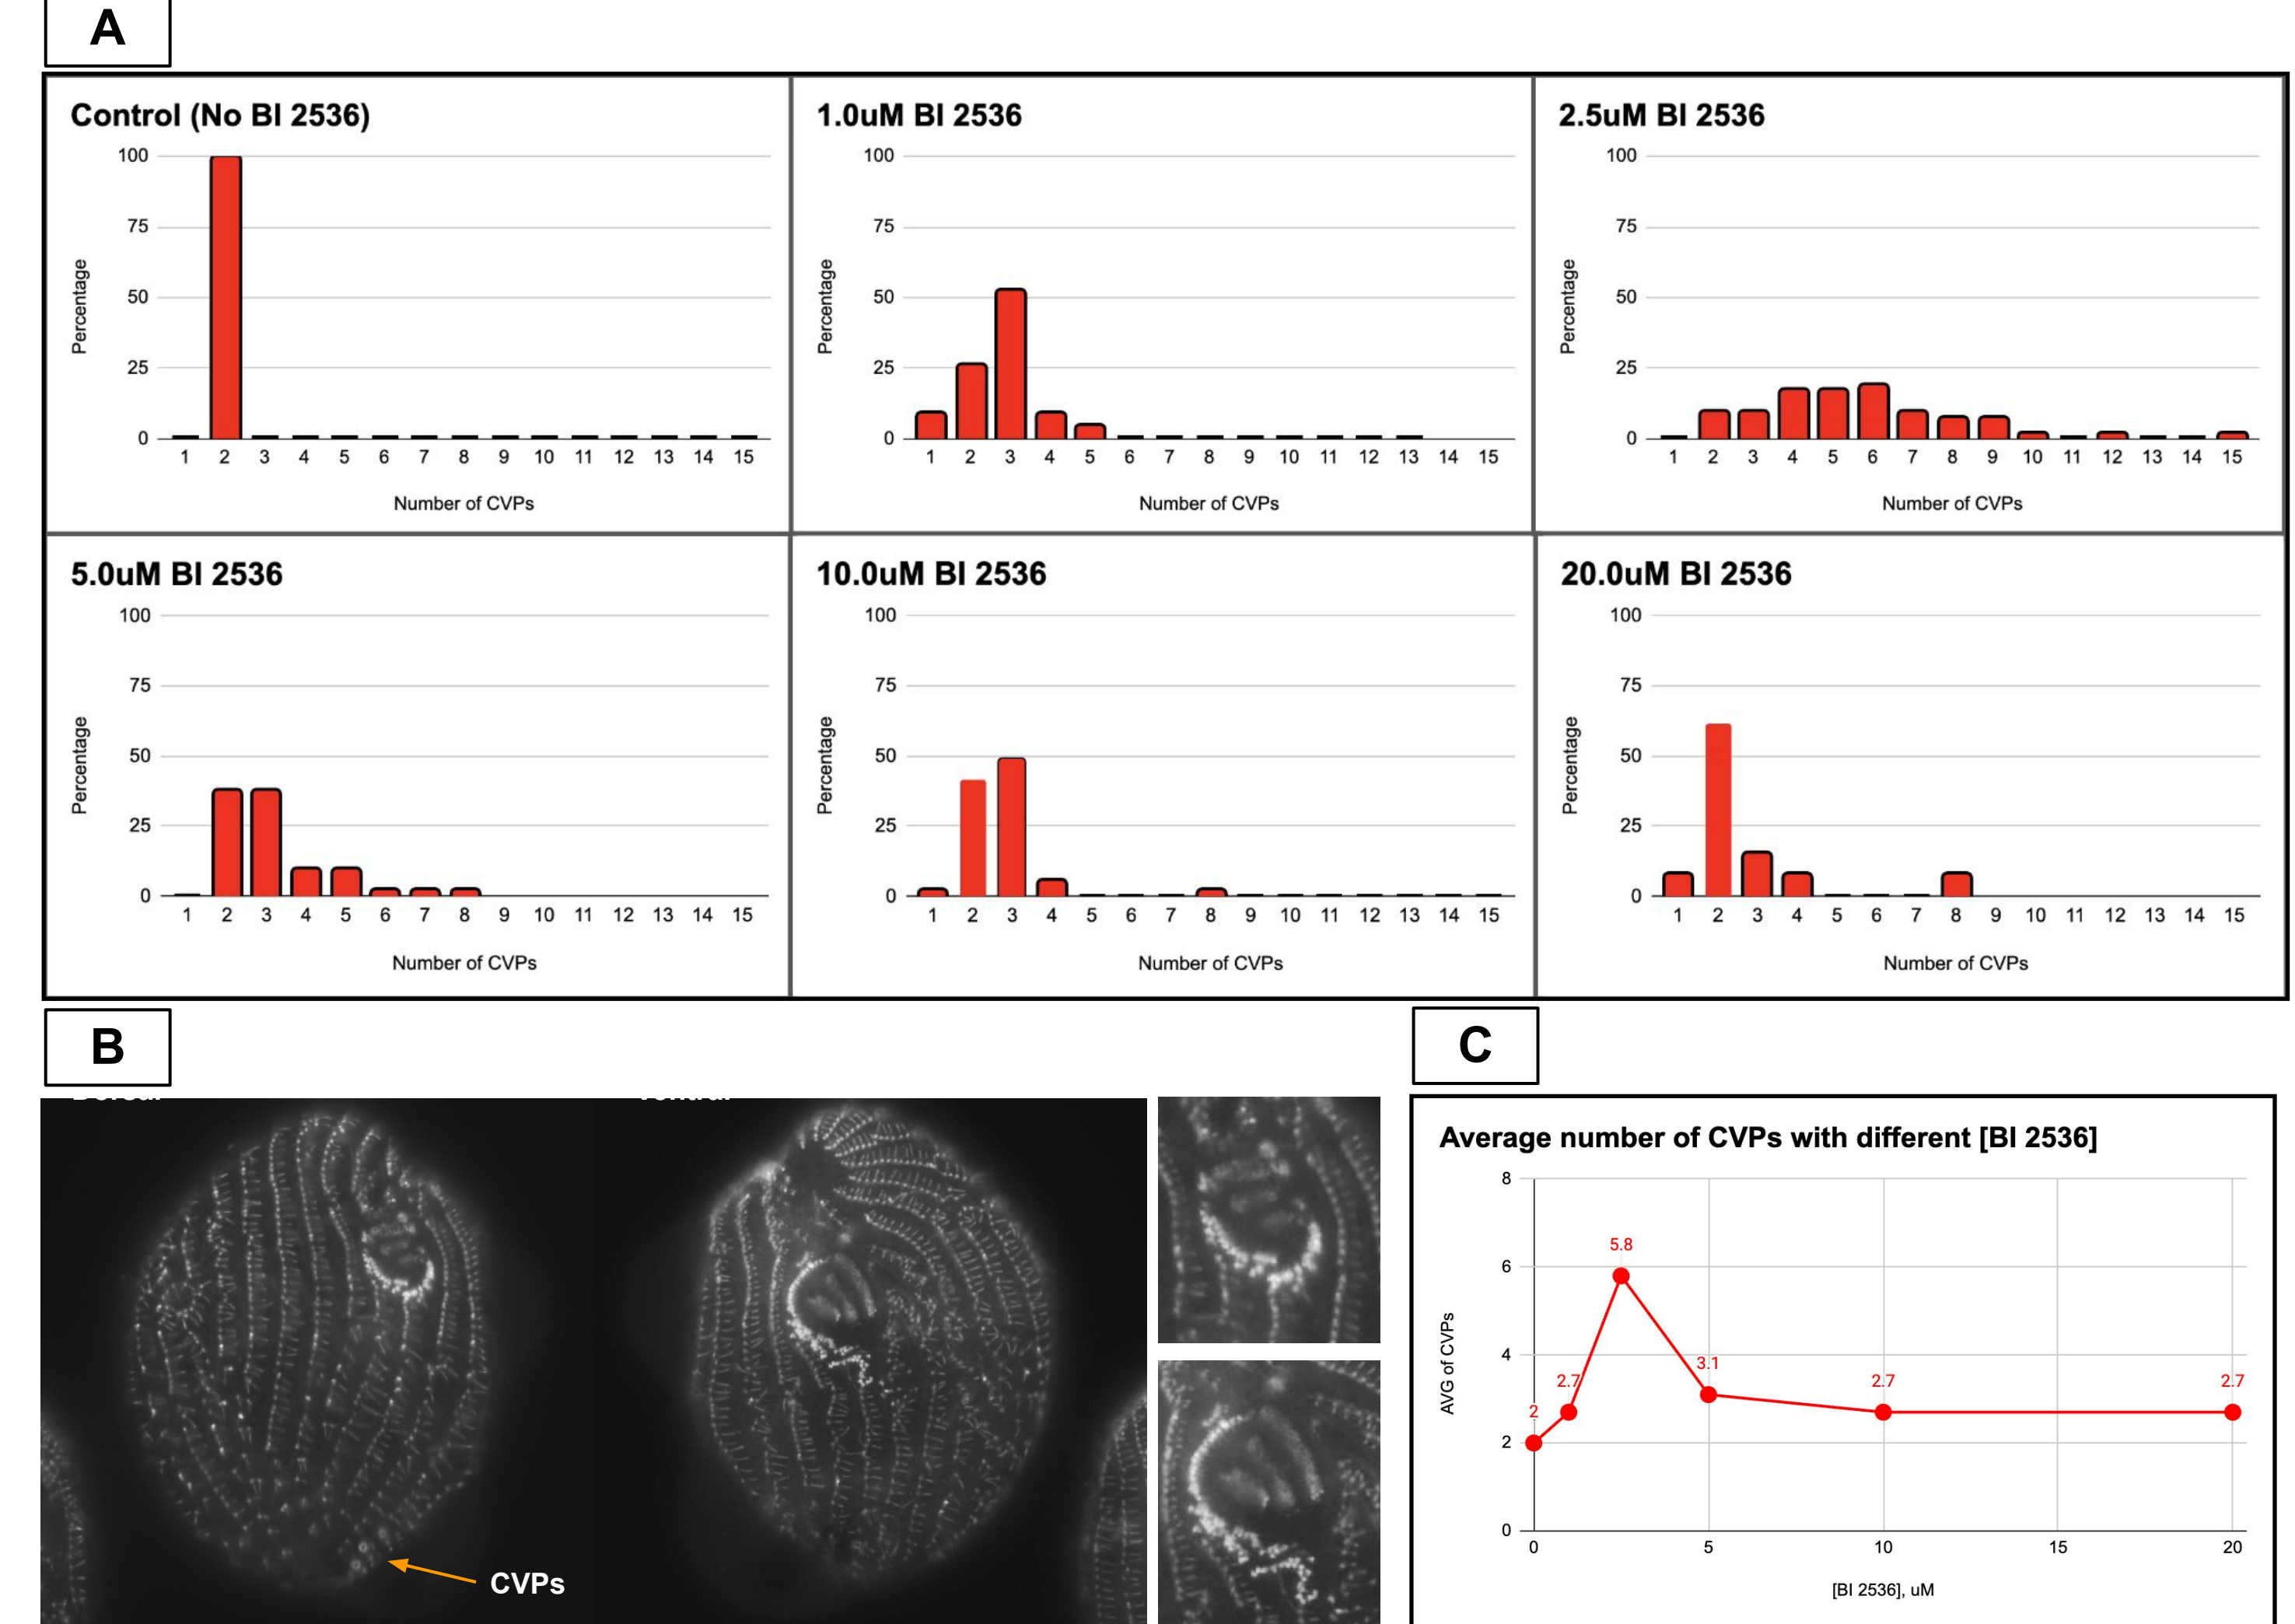 A
Control (No BI 2536)
100
75
50
25
0
Percentage
1 2 3 4 5 6 7 8 9 10 11 12 13 14 15
Number of CVPs
1.0uM BI 2536
100
75
50
25
0
Percentage
1 2 3 4 5 6 7 8 9 10 11 12 13 14 15
Number of CVPs
2.5uM BI 2536
100
75
50
25
0
Percentage
1 2 3 4 5 6 7 8 9 10 11 12 13 14 15
Number of CVPs
5.0uM BI 2536
100
75
50
25
0
Percentage
1 2 3 4 5 6 7 8 9 10 11 12 13 14 15
Number of CVPs
10.0uM BI 2536
100
75
50
25
0
Percentage
1 2 3 4 5 6 7 8 9 10 11 12 13 14 15
Number of CVPs
20.0uM BI 2536
100
75
50
25
0
Percentage
1 2 3 4 5 6 7 8 9 10 11 12 13 14 15
Number of CVPs
B
CVPs
C
Average number of CVPs with different [BI 2536]
8
6
4
2
0
AVG of CVPs
2
2.7
5.8
3.1
2.7
2.7
0 5 10 15 20
[BI 2536], uM